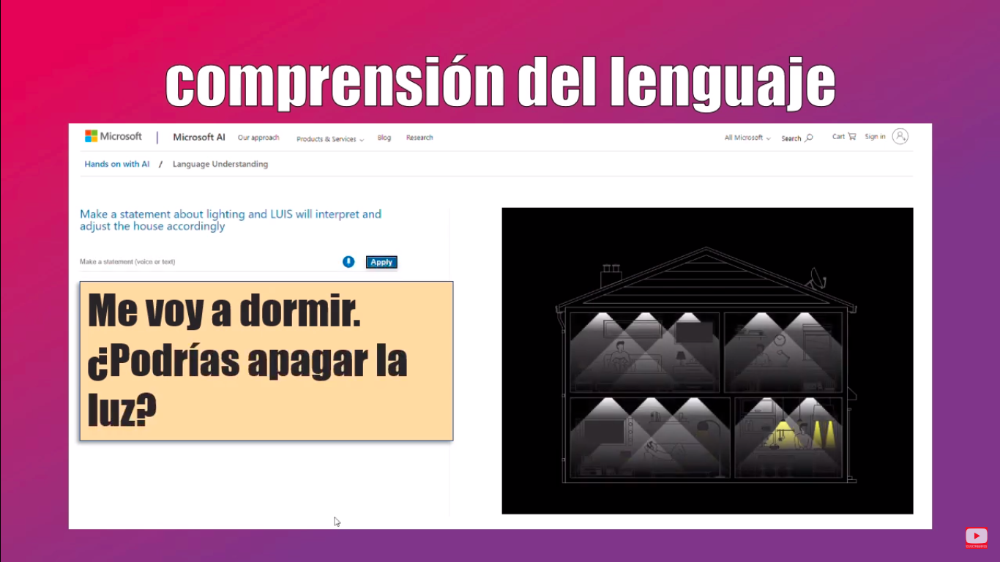 comprensión del lenguaje
Microsoft | Microsoft AI Our approach Products & Services Blog Research All Microsoft Search Cart Sign in
Hands on with AI / Language Understanding
Make a statement about lighting and LUIS will interpret and
adjust the house accordingly
Make a statement (voice or text) Apply
Me voy a dormir.
¿Podrías apagar la
luz?
SUSCRIBIRSE